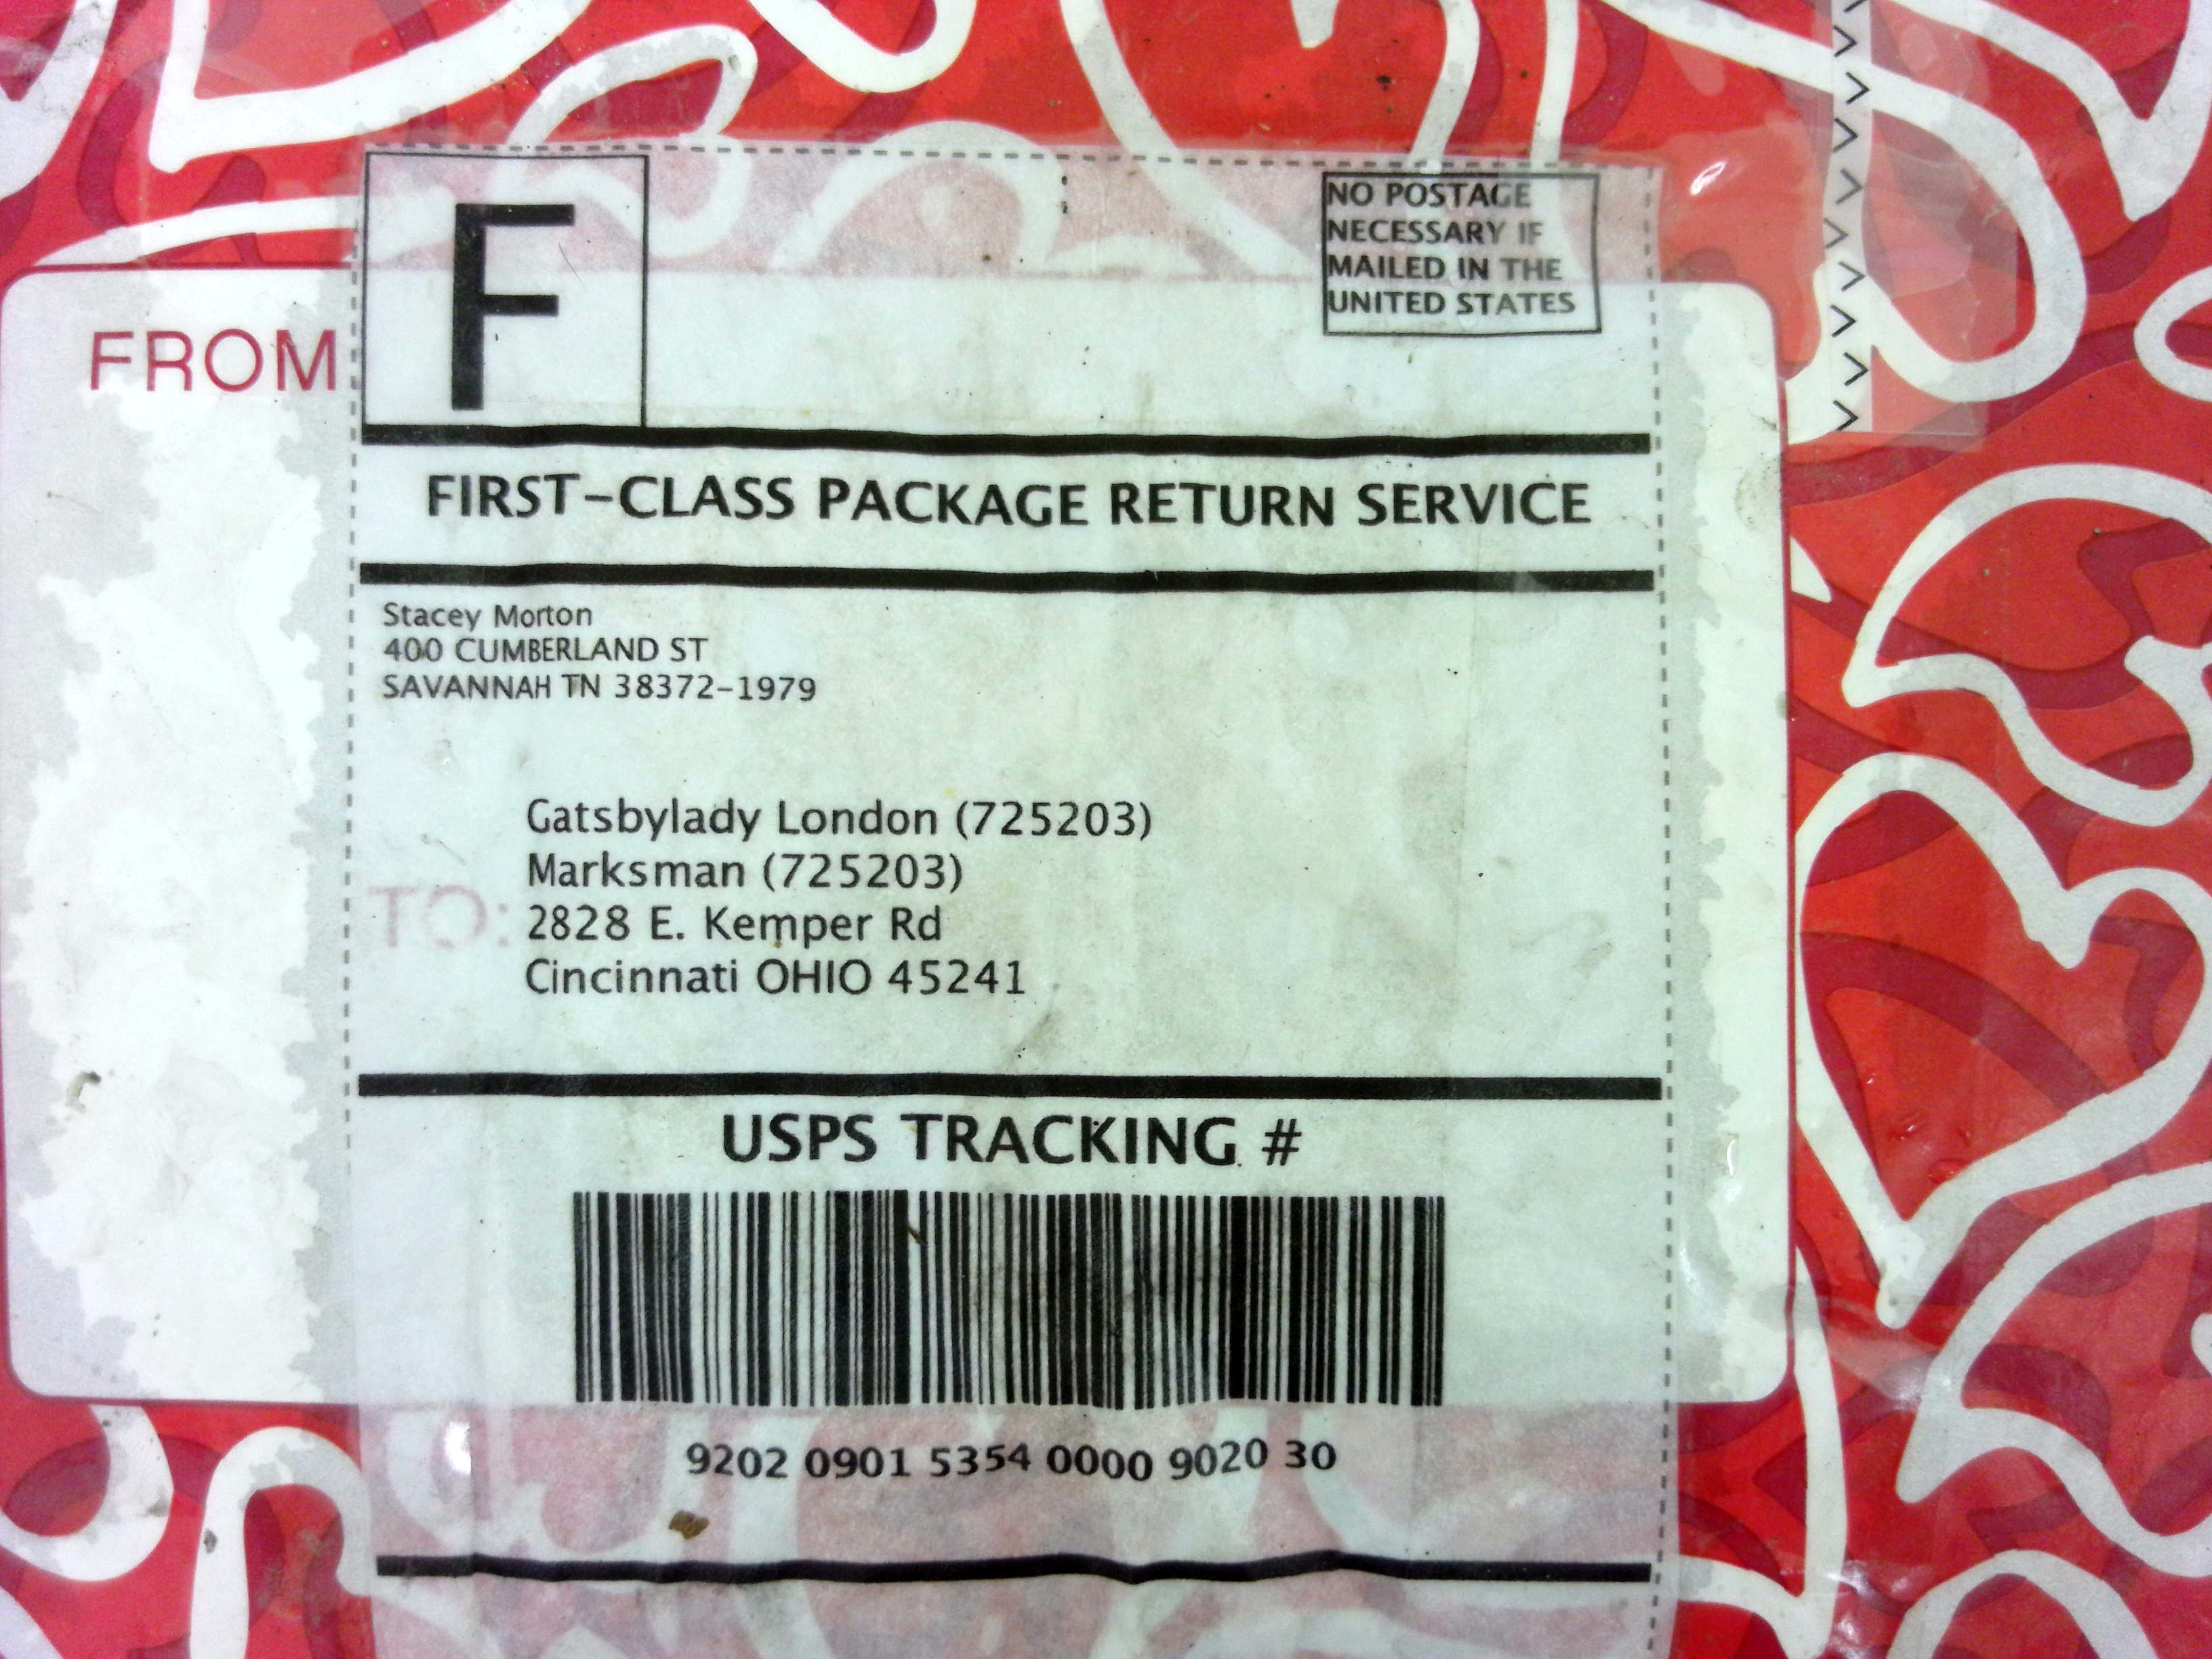 F
NO POSTAGE
NECESSARY IF
MAILED IN THE
UNITED STATES
FROM
FIRST-CLASS PACKAGE RETURN SERVICE
Stacey Morton
400 CUMBERLAND ST
SAVANNAH TN 38372-1979
Gatsbylady London (725203)
Marksman (725203)
TO: 2828 E. Kemper Rd
Cincinnati OHIO 45241
USPS TRACKING #
9202 0901 5354 0000 9020 30